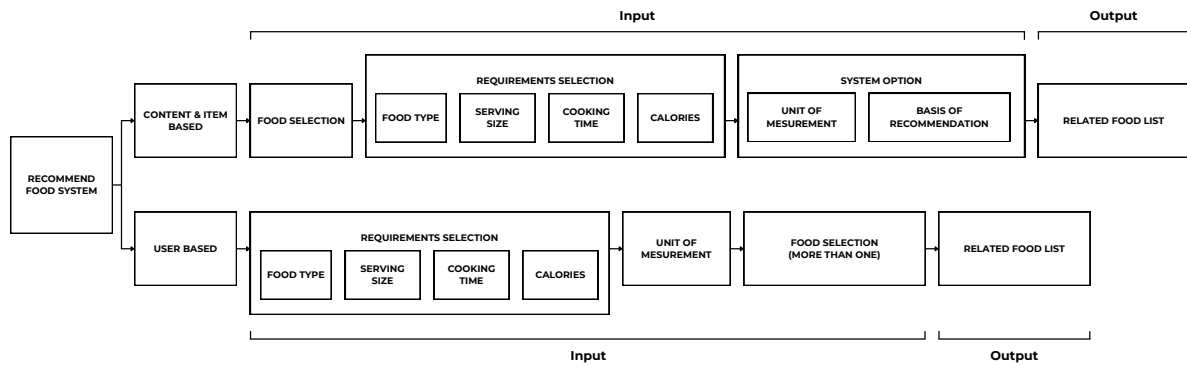 Input
Output
REQUIREMENTS SELECTION
SYSTEM OPTION
CONTENT & ITEM
BASED
FOOD SELECTION
FOOD TYPE
SERVING
SIZE
COOKING
TIME
CALORIES
UNIT OF
MESUREMENT
BASIS OF
RECOMMENDATION
RELATED FOOD LIST
RECOMMEND
FOOD SYSTEM
USER BASED
REQUIREMENTS SELECTION
FOOD TYPE
SERVING
SIZE
COOKING
TIME
CALORIES
UNIT OF
MESUREMENT
FOOD SELECTION
(MORE THAN ONE)
RELATED FOOD LIST
Input
Output